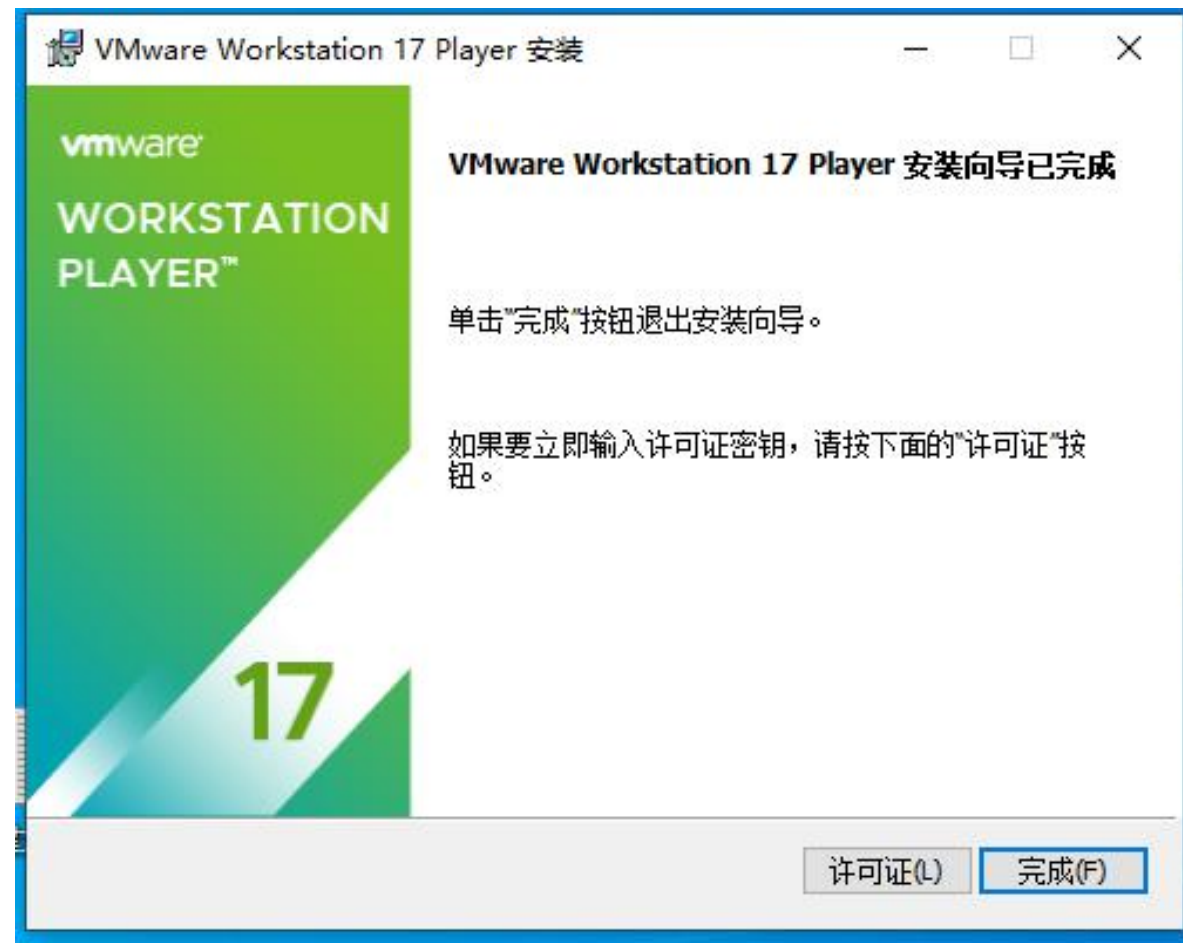 VMware Workstation 17 Player 安装
vmware
WORKSTATION
PLAYER™
VMware Workstation 17 Player 安装向导已完成
单击"完成"按钮退出安装向导。
如果要立即输入许可证密钥，请按下面的"许可证"按
钮。
17
许可证(L)
完成(F)